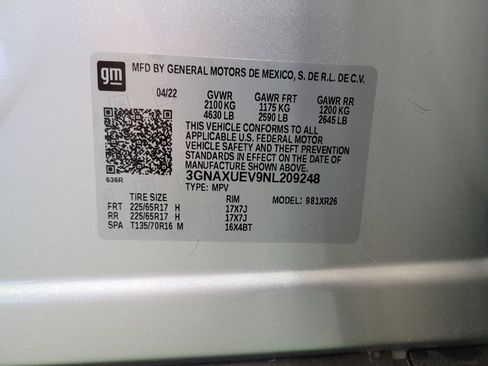 gm
MFD BY GENERAL MOTORS DE MEXICO, S. DE R.L. DE C.V.
04/22 GVWR GAWR FRT GAWR RR
2100 KG 1175 KG 1200 KG
4630 LB 2590 LB 2645 LB
THIS VEHICLE CONFORMS TO ALL
APPLICABLE U.S. FEDERAL MOTOR
VEHICLE SAFETY AND THEFT PREVENTION
STANDARDS IN EFFECT ON THE DATE OF
MANUFACTURE SHOWN ABOVE.
3GNAXUEV9NL209248
636R TYPE: MPV
TIRE SIZE RIM MODEL: 981XR26
FRT 225/65R17 H 17X7J
RR 225/65R17 H 17X7J
SPA T135/70R16 M 16X4BT